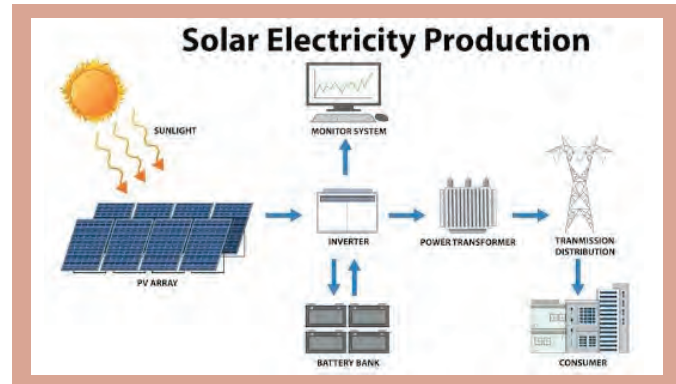 Solar Electricity Production
SUNLIGHT
MONITOR SYSTEM
PV ARRAY
INVERTER
POWER TRANSFORMER
TRANMISSION
DISTRIBUTION
BATTERY BANK
CONSUMER